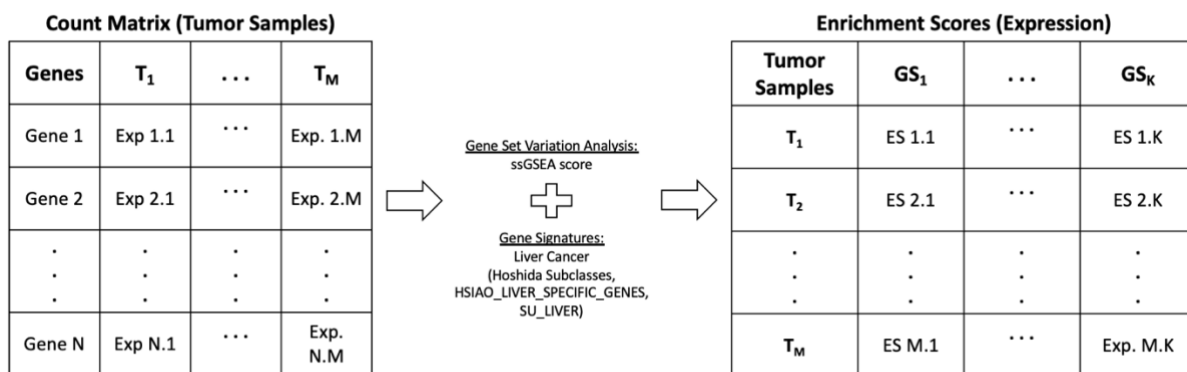 Count Matrix (Tumor Samples)
Genes T1 ... TM
Gene 1 Exp 1.1 ... Exp. 1.M
Gene 2 Exp 2.1 ... Exp. 2.M
. . . .
. . . .
. . . .
Gene N Exp N.1 ... Exp.
N.M
Gene Set Variation Analysis:
ssGSEA score
Gene Signatures:
Liver Cancer
(Hoshida Subclasses,
HSIAO_LIVER_SPECIFIC_GENES,
SU_LIVER)
Enrichment Scores (Expression)
Tumor
Samples GS1 ... GSK
T1 ES 1.1 ... ES 1.K
T2 ES 2.1 ... ES 2.K
. . . .
. . . .
. . . .
TM ES M.1 ... Exp. M.K